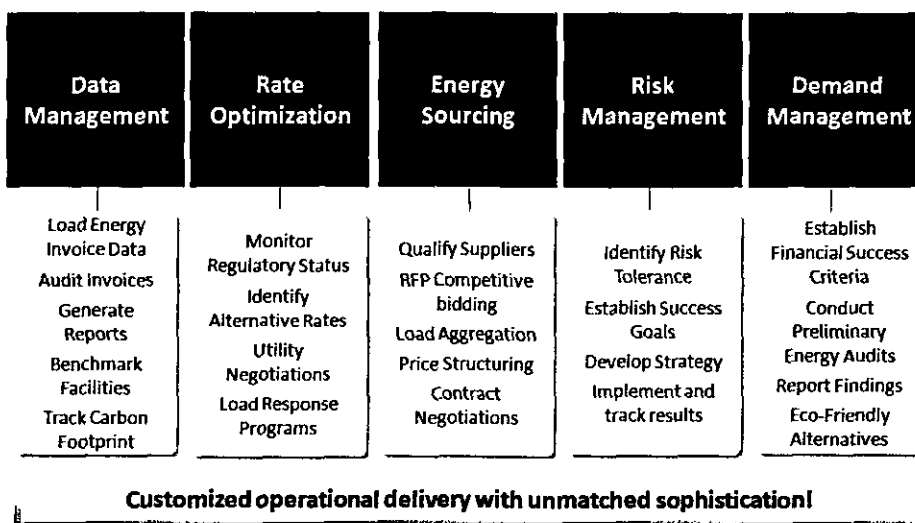 Data
Management
Rate
Optimization
Energy
Sourcing
Risk
Management
Demand
Management
Load Energy
Invoice Data
Audit Invoices
Generate
Reports
Benchmark
Facilities
Track Carbon
Footprint
Monitor
Regulatory Status
Identify
Alternative Rates
Utility
Negotiations
Load Response
Programs
Qualify Suppliers
RFP Competitive
bidding
Load Aggregation
Price Structuring
Contract
Negotiations
Identify Risk
Tolerance
Establish Success
Goals
Develop Strategy
Implement and
track results
Establish
Financial Success
Criteria
Conduct
Preliminary
Energy Audits
Report Findings
Eco-Friendly
Alternatives
Customized operational delivery with unmatched sophistication!